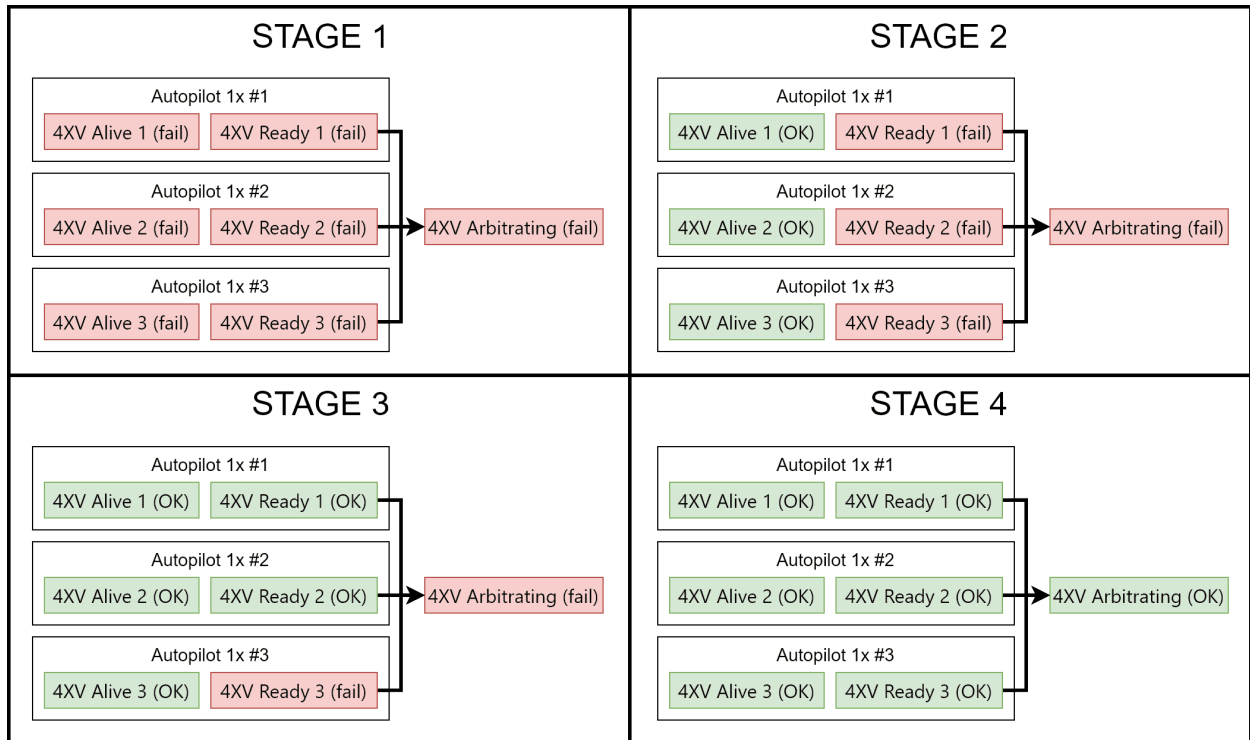 STAGE 1
Autopilot 1x #1
4XV Alive 1 (fail)
4XV Ready 1 (fail)
Autopilot 1x #2
4XV Alive 2 (fail)
4XV Ready 2 (fail)
4XV Arbitrating (fail)
Autopilot 1x #3
4XV Alive 3 (fail)
4XV Ready 3 (fail)
STAGE 2
Autopilot 1x #1
4XV Alive 1 (OK)
4XV Ready 1 (fail)
Autopilot 1x #2
4XV Alive 2 (OK)
4XV Ready 2 (fail)
4XV Arbitrating (fail)
Autopilot 1x #3
4XV Alive 3 (OK)
4XV Ready 3 (fail)
STAGE 3
Autopilot 1x #1
4XV Alive 1 (OK)
4XV Ready 1 (OK)
Autopilot 1x #2
4XV Alive 2 (OK)
4XV Ready 2 (OK)
4XV Arbitrating (fail)
Autopilot 1x #3
4XV Alive 3 (OK)
4XV Ready 3 (fail)
STAGE 4
Autopilot 1x #1
4XV Alive 1 (OK)
4XV Ready 1 (OK)
Autopilot 1x #2
4XV Alive 2 (OK)
4XV Ready 2 (OK)
4XV Arbitrating (OK)
Autopilot 1x #3
4XV Alive 3 (OK)
4XV Ready 3 (OK)